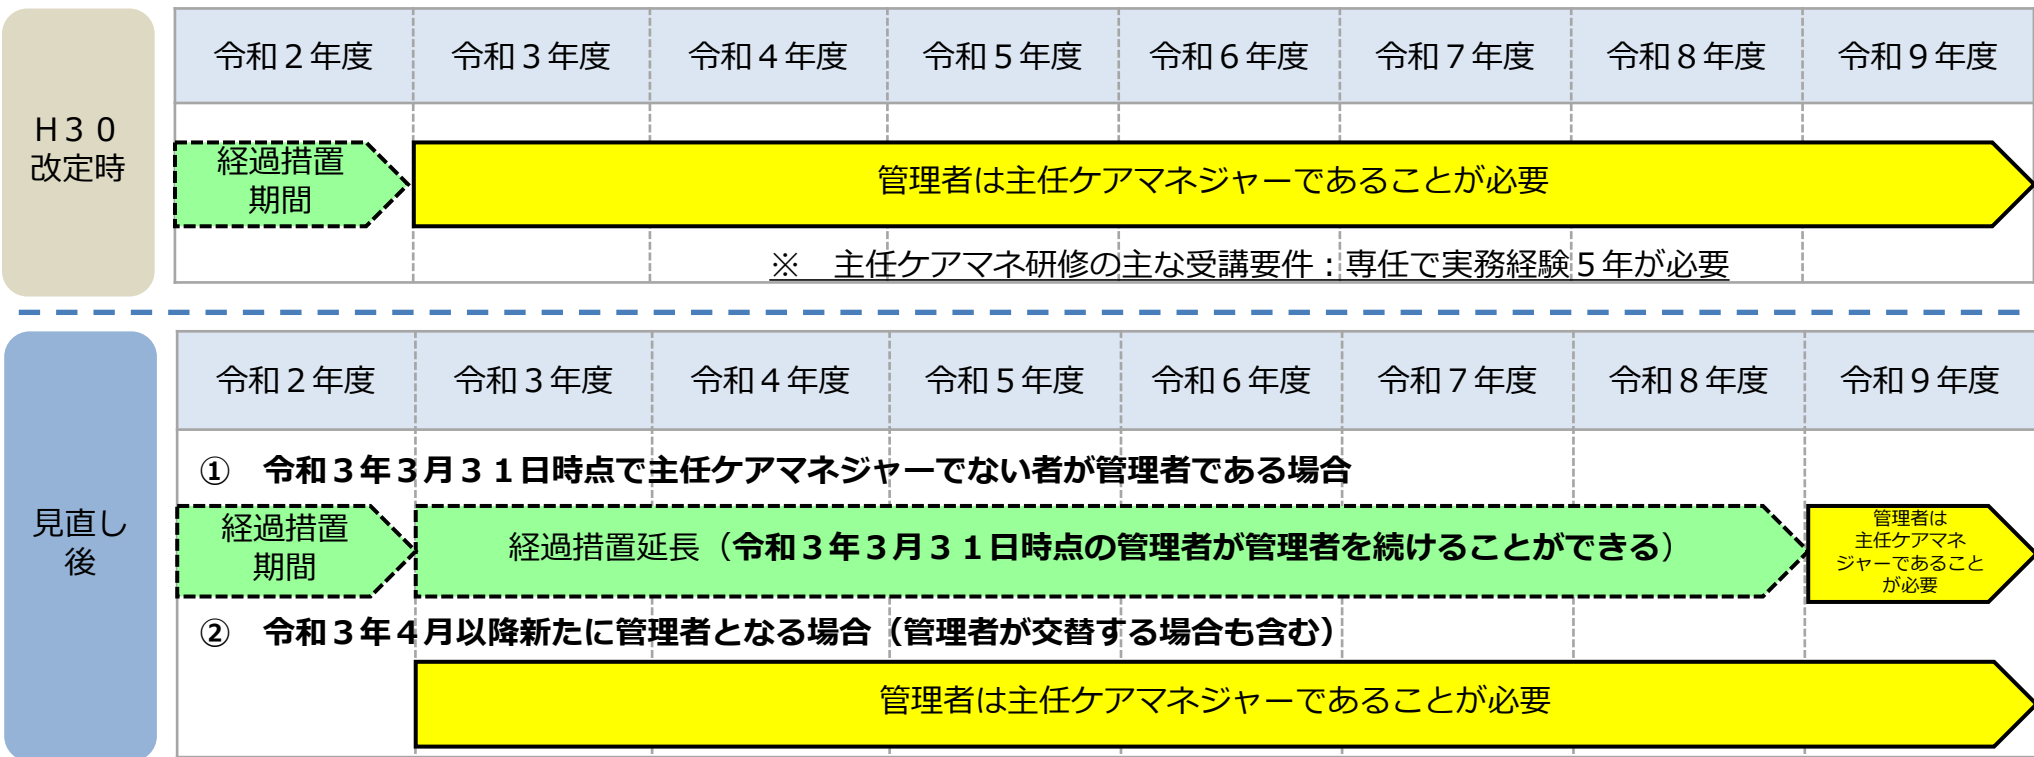 H３０
改定時
令和２年度　令和３年度　令和４年度　令和５年度　令和６年度　令和７年度　令和８年度　令和９年度
経過措置
期間
管理者は主任ケアマネジャーであることが必要
※　主任ケアマネ研修の主な受講要件：専任で実務経験５年が必要
見直し
後
令和２年度　令和３年度　令和４年度　令和５年度　令和６年度　令和７年度　令和８年度　令和９年度
①　令和３年３月３１日時点で主任ケアマネジャーでない者が管理者である場合
経過措置
期間
経過措置延長（令和３年３月３１日時点の管理者が管理者を続けることができる）
管理者は
主任ケアマネ
ジャーであること
が必要
②　令和３年４月以降新たに管理者となる場合（管理者が交替する場合も含む）
管理者は主任ケアマネジャーであることが必要